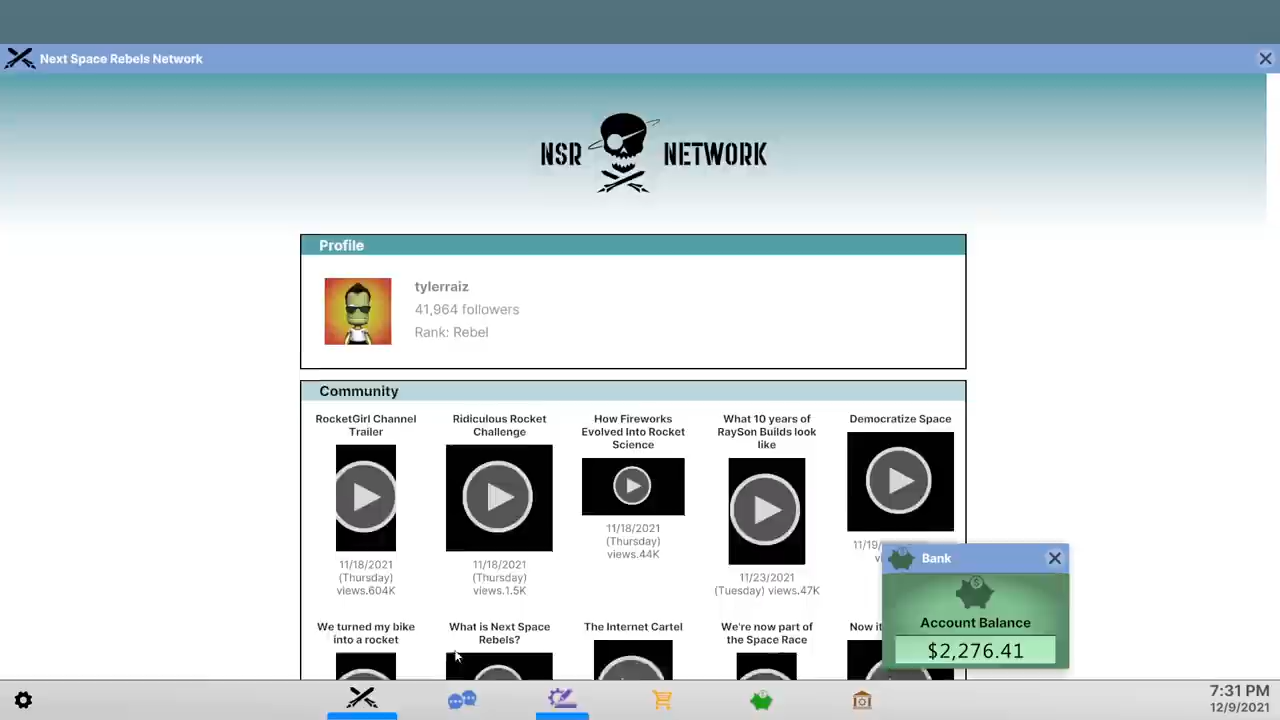 Next Space Rebels Network
NSR NETWORK
Profile
tylerraiz
41,964 followers
Rank: Rebel
Community
RocketGirl Channel
Trailer
11/18/2021
(Thursday)
views.604K
Ridiculous Rocket
Challenge
11/18/2021
(Thursday)
views.1.5K
How Fireworks
Evolved Into Rocket
Science
11/18/2021
(Thursday)
views.44K
What 10 years of
RaySon Builds look
like
11/23/2021
(Tuesday) views.47K
Democratize Space
11/19/
We turned my bike
into a rocket
What is Next Space
Rebels?
The Internet Cartel
We're now part of
the Space Race
Now it
Bank
Account Balance
$2,276.41
7:31 PM
12/9/2021